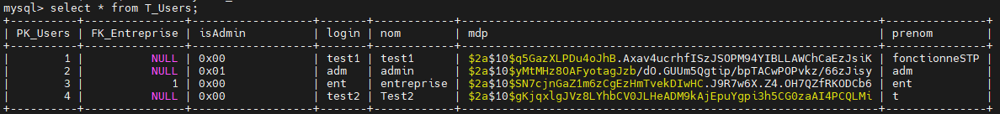 mysql> select * from T_Users;
+----------+---------------+------------------+--------+------------+--------------------------------------------------------------+---------------+
| PK_Users | FK_Entreprise | isAdmin          | login  | nom        | mdp                                                          | prenom        |
+----------+---------------+------------------+--------+------------+--------------------------------------------------------------+---------------+
|        1 |          NULL | 0x00             | test1  | test1      | $2a$10$q5GazXLPDu4oJhB.Axav4ucrhfISzJSOPM94YIBLLAWChCaEzJsiK | fonctionneSTP |
|        2 |          NULL | 0x01             | adm    | admin      | $2a$10$yMtMHz8OAFyotagJzb/dO.GUUm5Qgtip/bpTACwPOPvkz/66zJisy | adm           |
|        3 |             1 | 0x00             | ent    | entreprise | $2a$10$SN7cjnGaZ1m6zCgEzHmTvekDIwHC.J9R7w6X.Z4.OH7QZfRKODCb6 | ent           |
|        4 |          NULL | 0x00             | test2  | Test2      | $2a$10$gKjqxlgJVz8LYhbCV0JLHeADM9kAjEpuYgpi3h5CG0zaAI4PCQLMi | t             |
+----------+---------------+------------------+--------+------------+--------------------------------------------------------------+---------------+